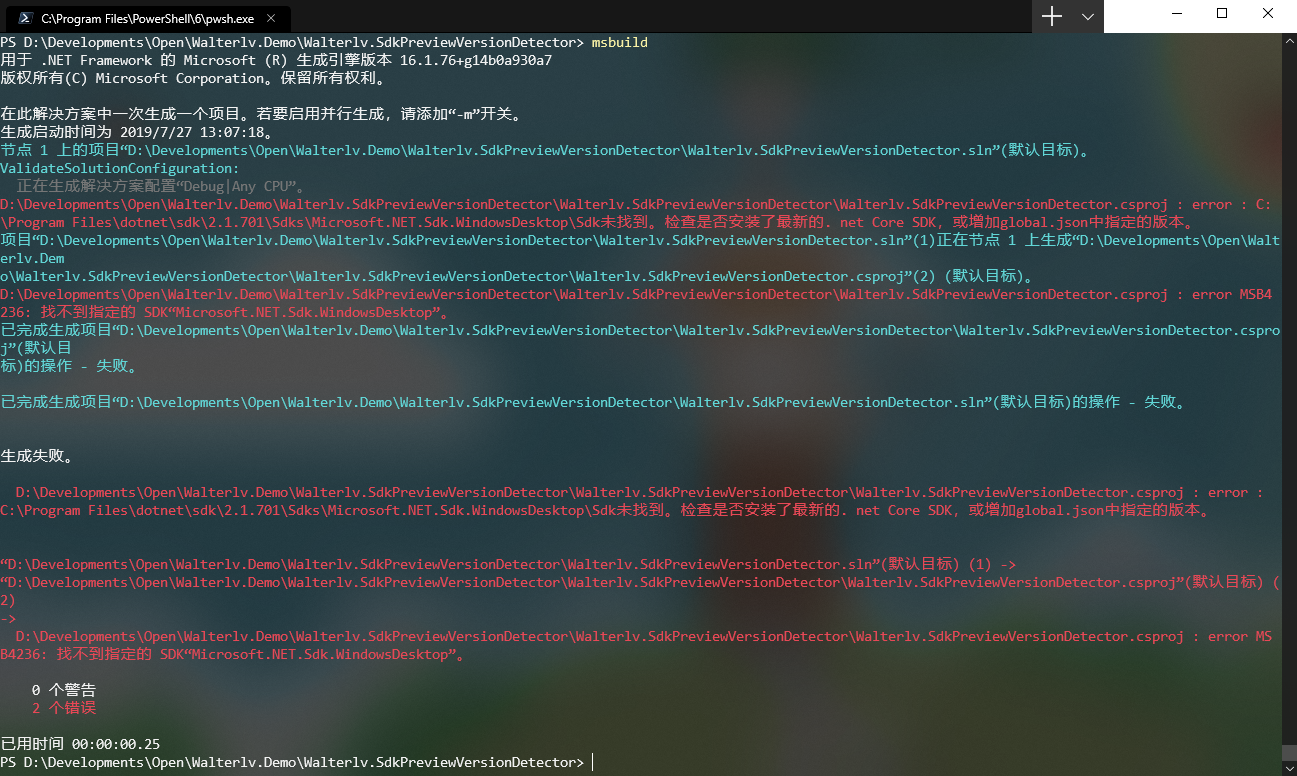 C:\Program Files\PowerShell\6\pwsh.exe
PS D:\Developments\Open\Walterlv.Demo\Walterlv.SdkPreviewVersionDetector> msbuild
用于 .NET Framework 的 Microsoft (R) 生成引擎版本 16.1.76+g14b0a930a7
版权所有(C) Microsoft Corporation。保留所有权利。
在此解决方案中一次生成一个项目。若要启用并行生成，请添加“-m”开关。
生成启动时间为 2019/7/27 13:07:18。
节点 1 上的项目“D:\Developments\Open\Walterlv.Demo\Walterlv.SdkPreviewVersionDetector\Walterlv.SdkPreviewVersionDetector.sln”(默认目标)。
ValidateSolutionConfiguration:
正在生成解决方案配置“Debug|Any CPU”。
D:\Developments\Open\Walterlv.Demo\Walterlv.SdkPreviewVersionDetector\Walterlv.SdkPreviewVersionDetector\Walterlv.SdkPreviewVersionDetector.csproj : error : C:
\Program Files\dotnet\sdk\2.1.701\Sdks\Microsoft.NET.Sdk.WindowsDesktop\Sdk未找到。检查是否安装了最新的. net Core SDK，或增加global.json中指定的版本。
项目“D:\Developments\Open\Walterlv.Demo\Walterlv.SdkPreviewVersionDetector\Walterlv.SdkPreviewVersionDetector.sln”(1)正在节点 1 上生成“D:\Developments\Open\Walt
erlv.Dem
o\Walterlv.SdkPreviewVersionDetector\Walterlv.SdkPreviewVersionDetector\Walterlv.SdkPreviewVersionDetector.csproj”(2) (默认目标)。
D:\Developments\Open\Walterlv.Demo\Walterlv.SdkPreviewVersionDetector\Walterlv.SdkPreviewVersionDetector\Walterlv.SdkPreviewVersionDetector.csproj : error MSB4
236: 找不到指定的 SDK“Microsoft.NET.Sdk.WindowsDesktop”。
已完成生成项目“D:\Developments\Open\Walterlv.Demo\Walterlv.SdkPreviewVersionDetector\Walterlv.SdkPreviewVersionDetector\Walterlv.SdkPreviewVersionDetector.cspro
j”(默认目
标)的操作 - 失败。
已完成生成项目“D:\Developments\Open\Walterlv.Demo\Walterlv.SdkPreviewVersionDetector\Walterlv.SdkPreviewVersionDetector.sln”(默认目标)的操作 - 失败。
生成失败。
D:\Developments\Open\Walterlv.Demo\Walterlv.SdkPreviewVersionDetector\Walterlv.SdkPreviewVersionDetector\Walterlv.SdkPreviewVersionDetector.csproj : error :
C:\Program Files\dotnet\sdk\2.1.701\Sdks\Microsoft.NET.Sdk.WindowsDesktop\Sdk未找到。检查是否安装了最新的. net Core SDK，或增加global.json中指定的版本。
“D:\Developments\Open\Walterlv.Demo\Walterlv.SdkPreviewVersionDetector\Walterlv.SdkPreviewVersionDetector.sln”(默认目标) (1) ->
“D:\Developments\Open\Walterlv.Demo\Walterlv.SdkPreviewVersionDetector\Walterlv.SdkPreviewVersionDetector\Walterlv.SdkPreviewVersionDetector.csproj”(默认目标) (
2)
->
D:\Developments\Open\Walterlv.Demo\Walterlv.SdkPreviewVersionDetector\Walterlv.SdkPreviewVersionDetector\Walterlv.SdkPreviewVersionDetector.csproj : error MS
B4236: 找不到指定的 SDK“Microsoft.NET.Sdk.WindowsDesktop”。
0 个警告
2 个错误
已用时间 00:00:00.25
PS D:\Developments\Open\Walterlv.Demo\Walterlv.SdkPreviewVersionDetector>